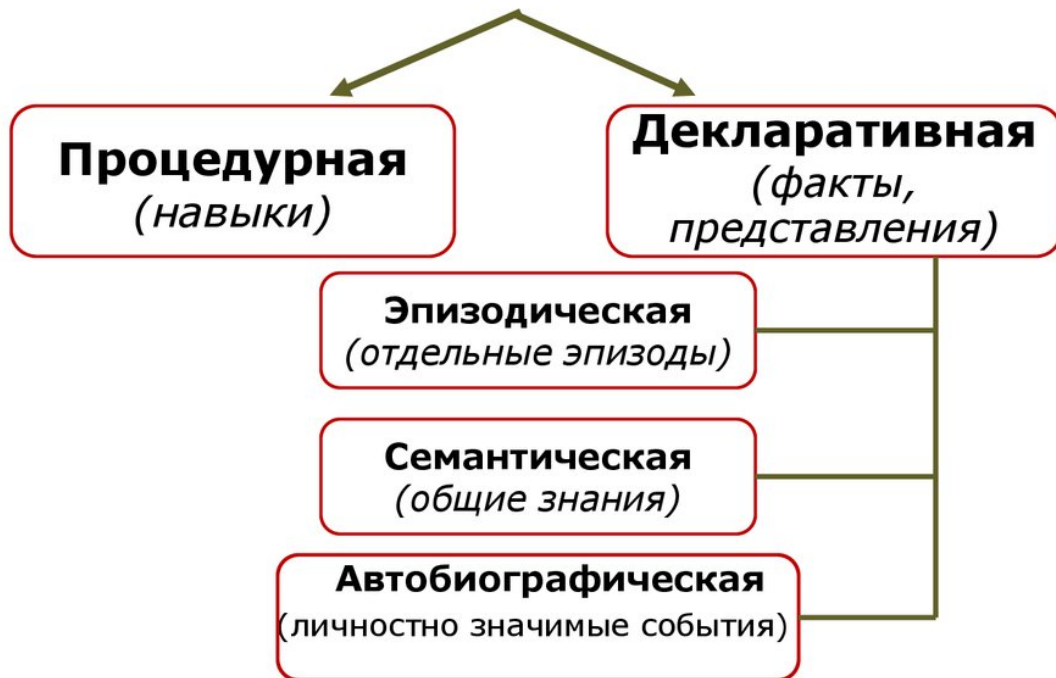 Процедурная
(навыки)
Декларативная
(факты,
представления)
Эпизодическая
(отдельные эпизоды)
Семантическая
(общие знания)
Автобиографическая
(личностно значимые события)